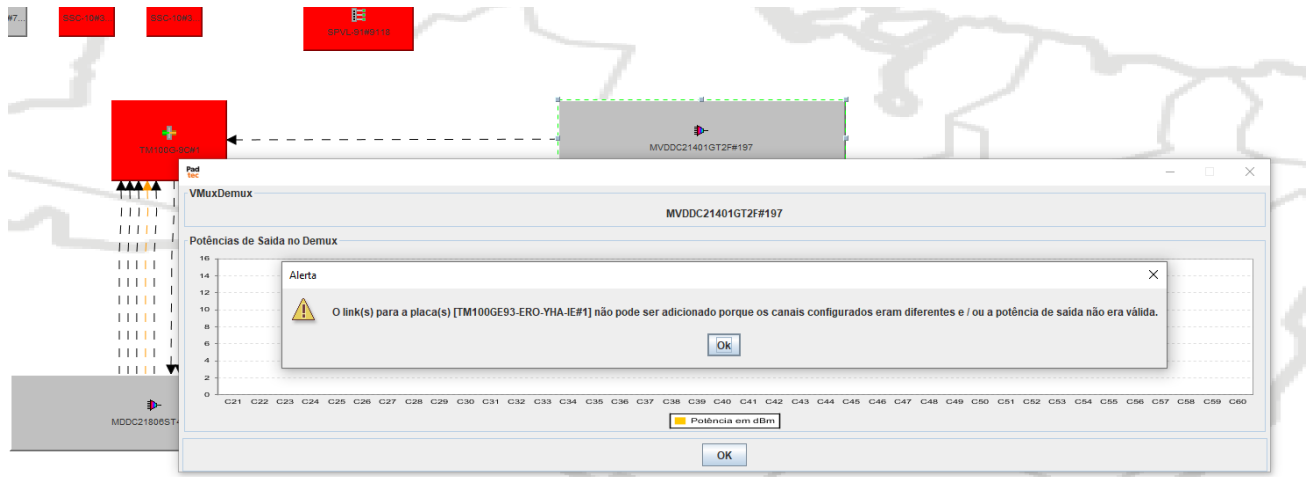 #7...
SSC-10#3...
SSC-10#3...
SPVL-91#9118
TM100G-SC#1
MVDDC21401GT2F#197
Pad
tec
VMuxDemux
MVDDC21401GT2F#197
Potências de Saída no Demux
16
14
12
10
8
6
4
2
0
Alerta
O link(s) para a placa(s) [TM100GE93-ERO-YHA-IE#1] não pode ser adicionado porque os canais configurados eram diferentes e / ou a potência de saída não era válida.
Ok
C21 C22 C23 C24 C25 C26 C27 C28 C29 C30 C31 C32 C33 C34 C35 C36 C37 C38 C39 C40 C41 C42 C43 C44 C45 C46 C47 C48 C49 C50 C51 C52 C53 C54 C55 C56 C57 C58 C59 C60
Potência em dBm
MDDC21806ST4
OK